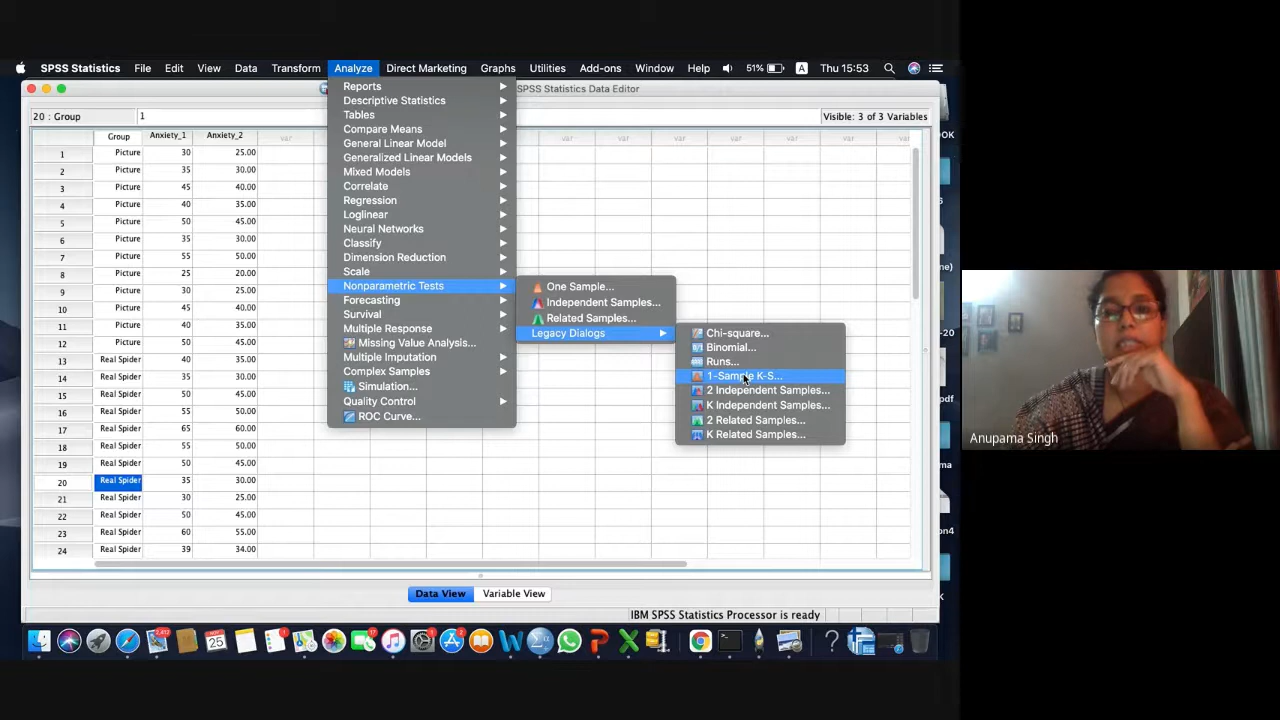 SPSS Statistics File Edit View Data Transform Analyze Direct Marketing Graphs Utilities Add-ons Window Help 51% A Thu 15:53
SPSS Statistics Data Editor
20 : Group 1 Visible: 3 of 3 Variables
Group Anxiety_1 Anxiety_2 var var var var var var var
1 Picture 30 25.00
2 Picture 35 30.00
3 Picture 45 40.00
4 Picture 40 35.00
5 Picture 50 45.00
6 Picture 35 30.00
7 Picture 55 50.00
8 Picture 25 20.00
9 Picture 30 25.00
10 Picture 45 40.00
11 Picture 40 35.00
12 Picture 50 45.00
13 Real Spider 40 35.00
14 Real Spider 35 30.00
15 Real Spider 50 45.00
16 Real Spider 55 50.00
17 Real Spider 65 60.00
18 Real Spider 55 50.00
19 Real Spider 50 45.00
20 Real Spider 35 30.00
21 Real Spider 30 25.00
22 Real Spider 50 45.00
23 Real Spider 60 55.00
24 Real Spider 39 34.00
Reports
Descriptive Statistics
Tables
Compare Means
General Linear Model
Generalized Linear Models
Mixed Models
Correlate
Regression
Loglinear
Neural Networks
Classify
Dimension Reduction
Scale
Nonparametric Tests
Forecasting
Survival
Multiple Response
Missing Value Analysis...
Multiple Imputation
Complex Samples
Simulation...
Quality Control
ROC Curve...
One Sample...
Independent Samples...
Related Samples...
Legacy Dialogs
Chi-square...
Binomial...
Runs...
1-Sample K-S...
2 Independent Samples...
K Independent Samples...
2 Related Samples...
K Related Samples...
Data View Variable View
IBM SPSS Statistics Processor is ready
Anupama Singh